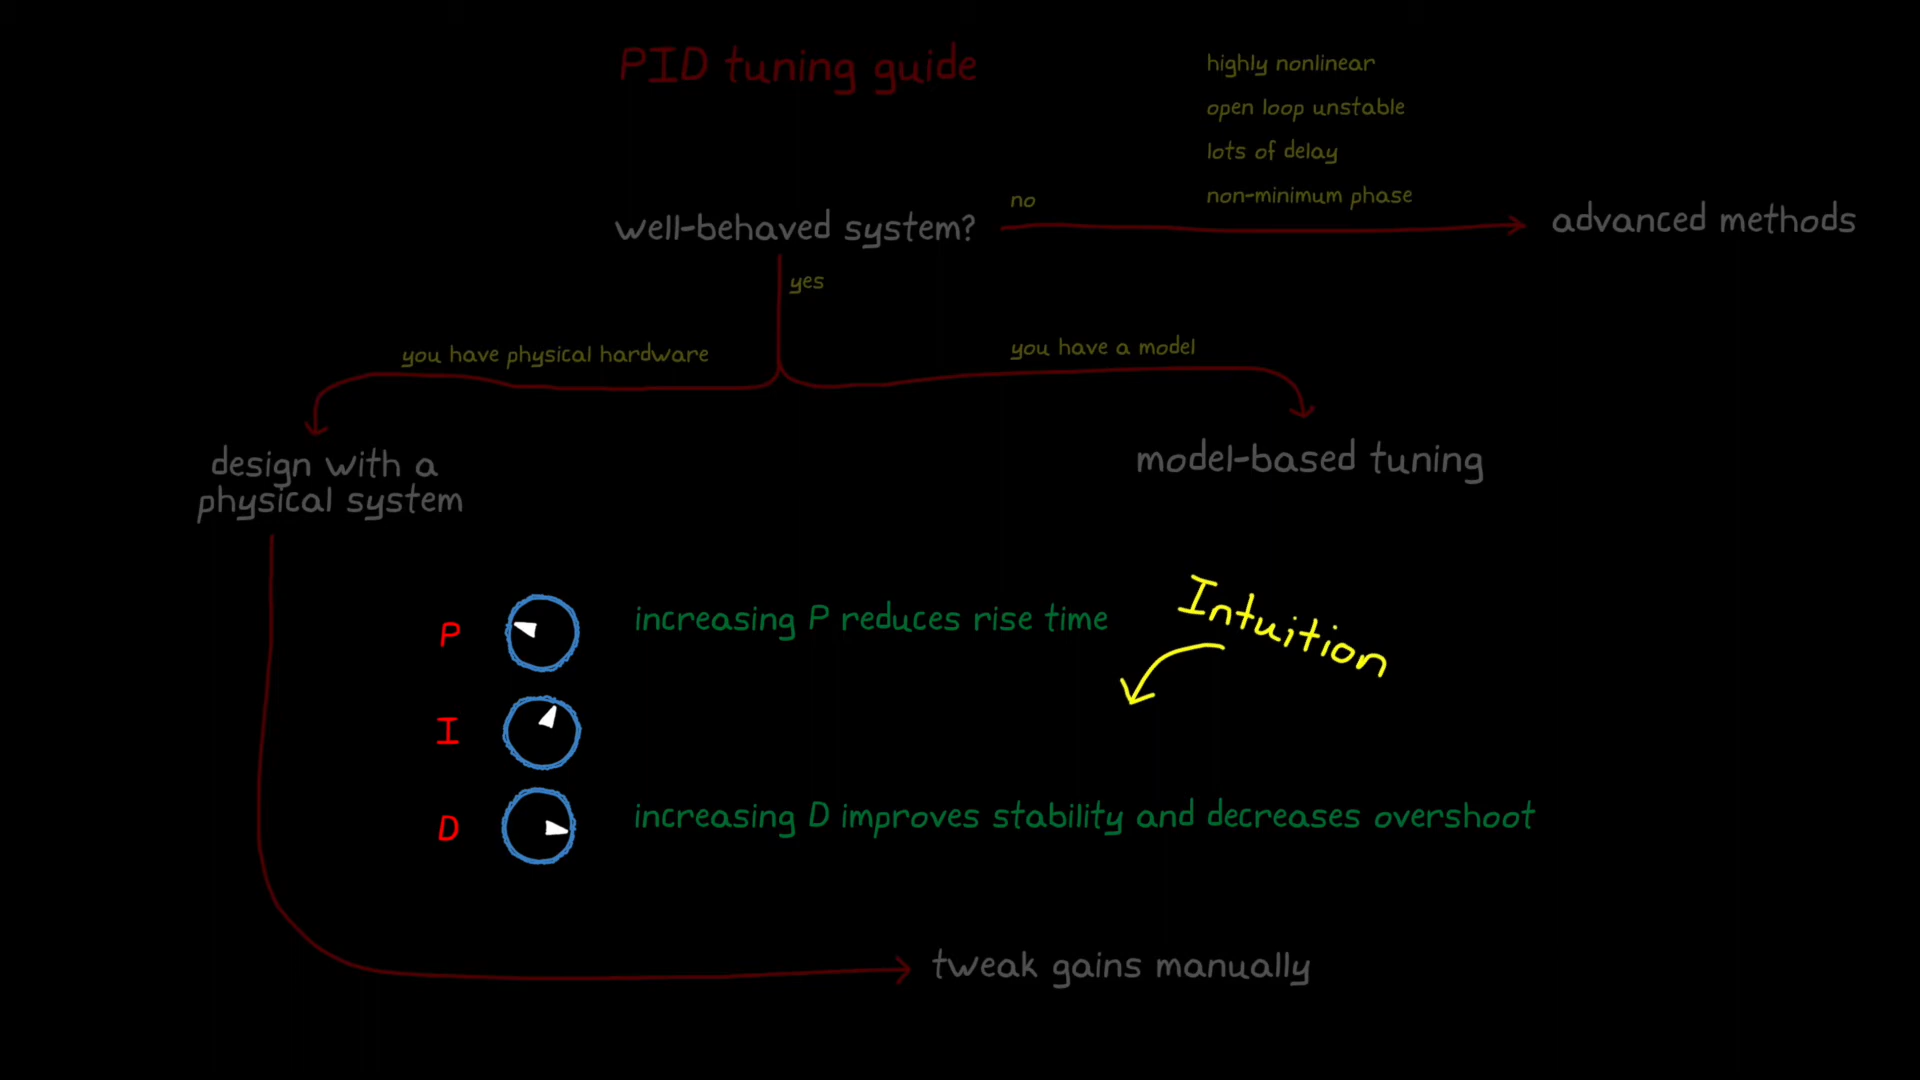 PID tuning guide
highly nonlinear
open loop unstable
lots of delay
non-minimum phase
well-behaved system?
no
advanced methods
yes
you have physical hardware
you have a model
design with a
physical system
model-based tuning
P
increasing P reduces rise time
Intuition
I
D
increasing D improves stability and decreases overshoot
tweak gains manually